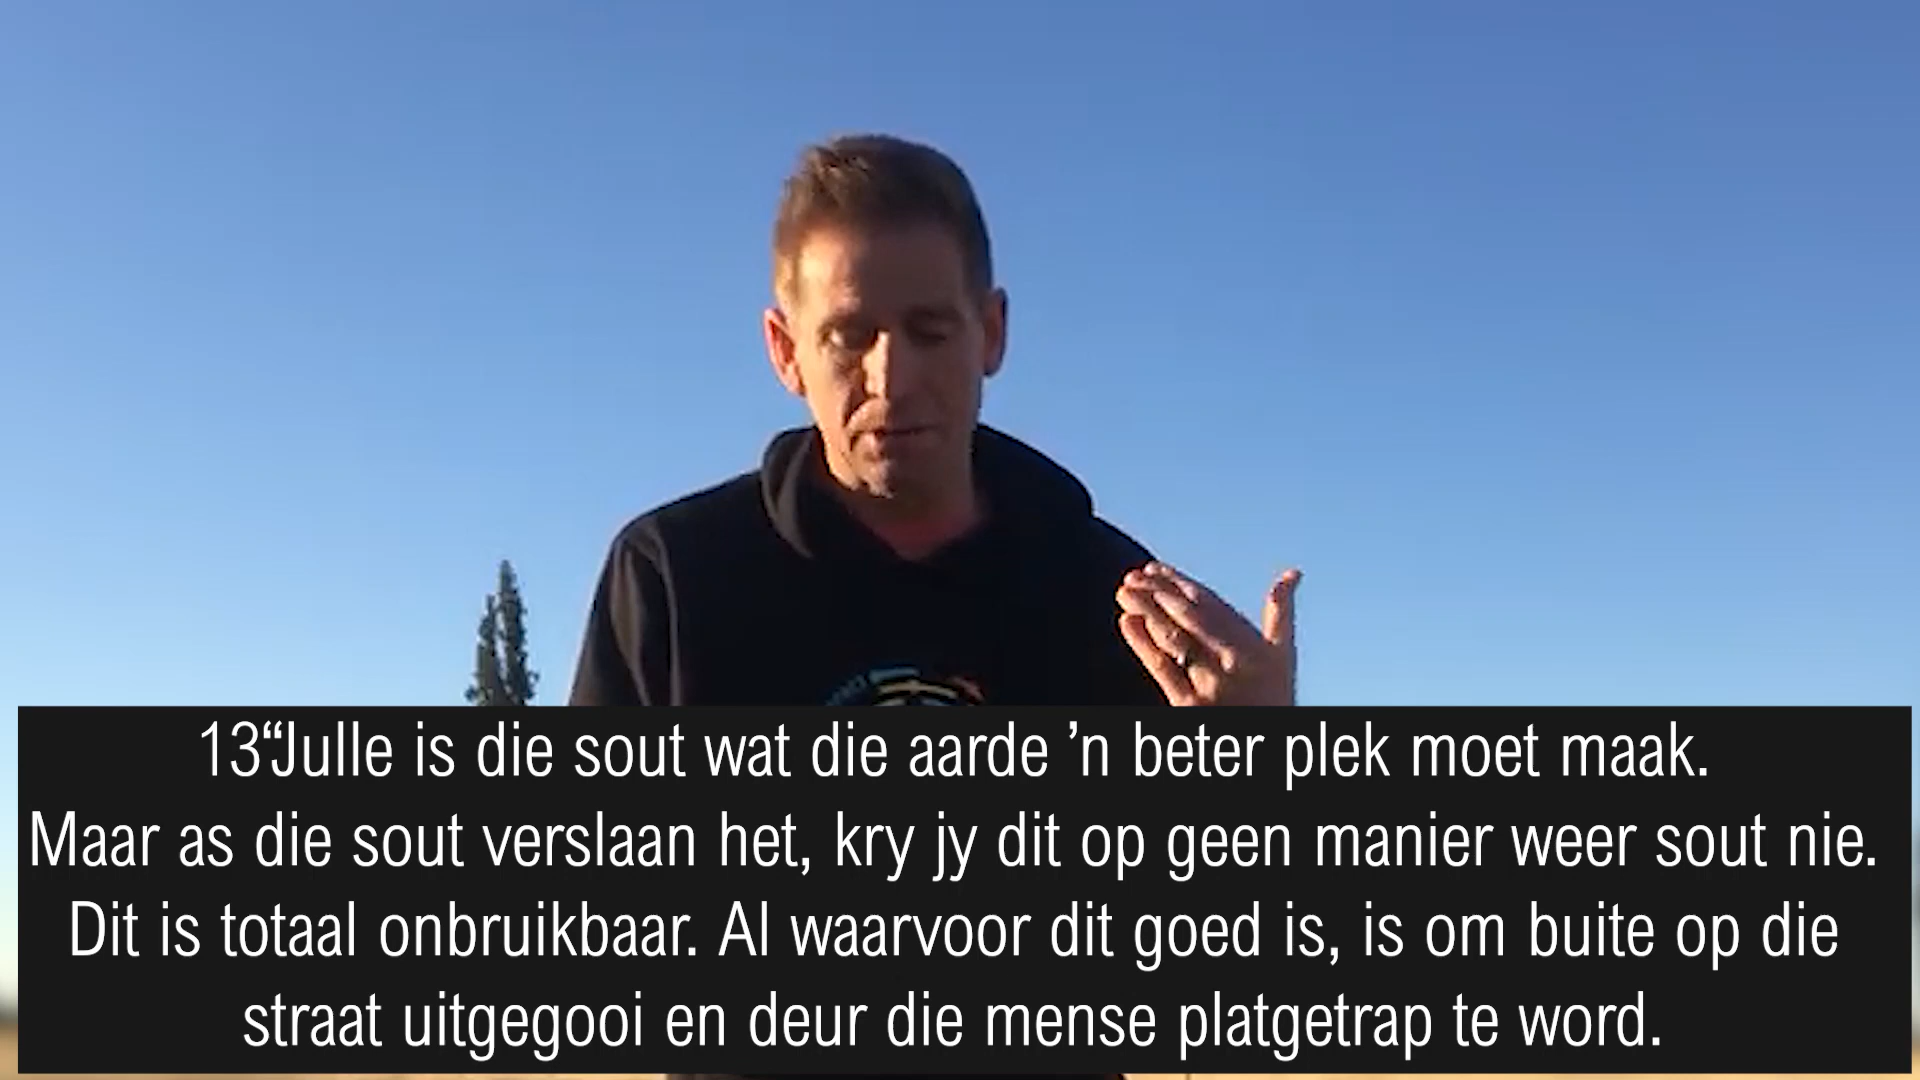 13“Julle is die sout wat die aarde ’n beter plek moet maak.
Maar as die sout verslaan het, kry jy dit op geen manier weer sout nie.
Dit is totaal onbruikbaar. Al waarvoor dit goed is, is om buite op die
straat uitgegooi en deur die mense platgetrap te word.